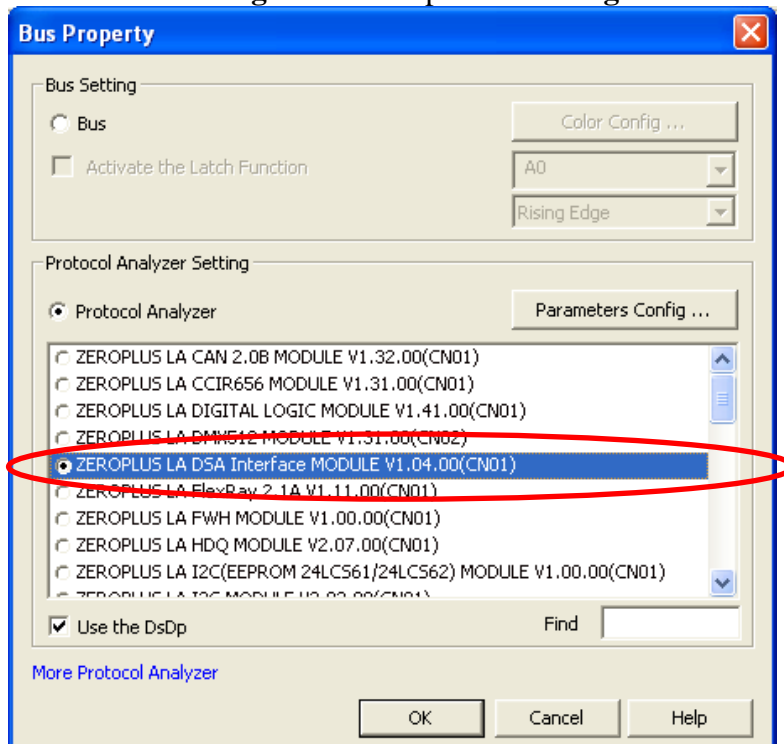 Bus Property
Bus Setting
Bus
Color Config ...
Activate the Latch Function
A0
Rising Edge
Protocol Analyzer Setting
Protocol Analyzer
Parameters Config ...
ZEROPLUS LA CAN 2.0B MODULE V1.32.00(CN01)
ZEROPLUS LA CCIR656 MODULE V1.31.00(CN01)
ZEROPLUS LA DIGITAL LOGIC MODULE V1.41.00(CN01)
ZEROPLUS LA DMX512 MODULE V1.31.00(CN02)
ZEROPLUS LA DSA Interface MODULE V1.04.00(CN01)
ZEROPLUS LA FlexRay 2.1A V1.11.00(CN01)
ZEROPLUS LA FWH MODULE V1.00.00(CN01)
ZEROPLUS LA HDQ MODULE V2.07.00(CN01)
ZEROPLUS LA I2C(EEPROM 24LCS61/24LCS62) MODULE V1.00.00(CN01)
ZEROPLUS LA I2C MODULE
Use the DsDp
Find
More Protocol Analyzer
OK
Cancel
Help